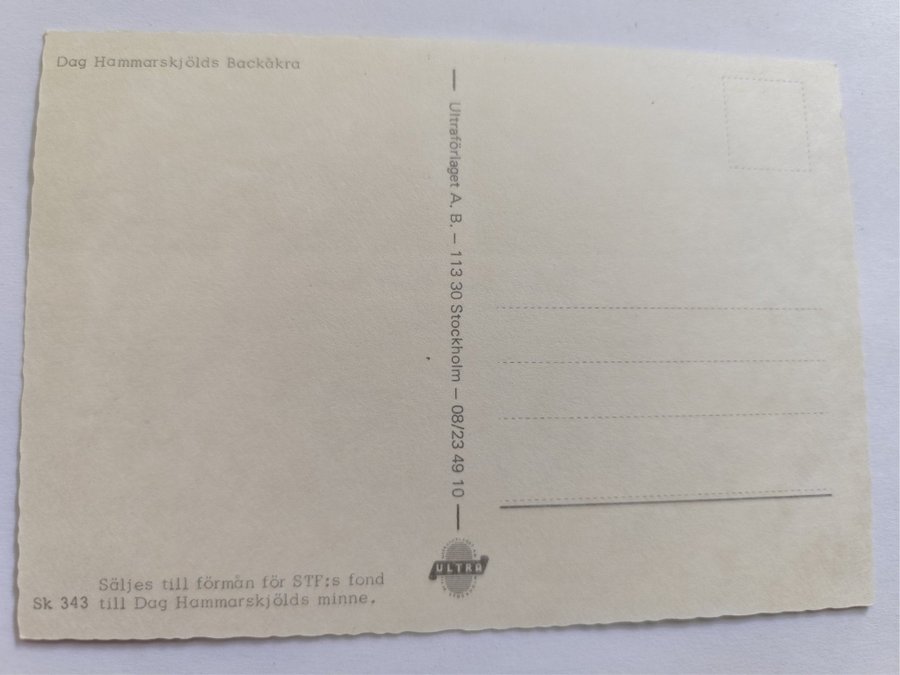 Dag Hammarskjölds Backåkra
Ultraförlaget A. B. – 113 30 Stockholm – 08/23 49 10
ULTRA
Säljes till förmån för STF:s fond
Sk 343 till Dag Hammarskjölds minne.